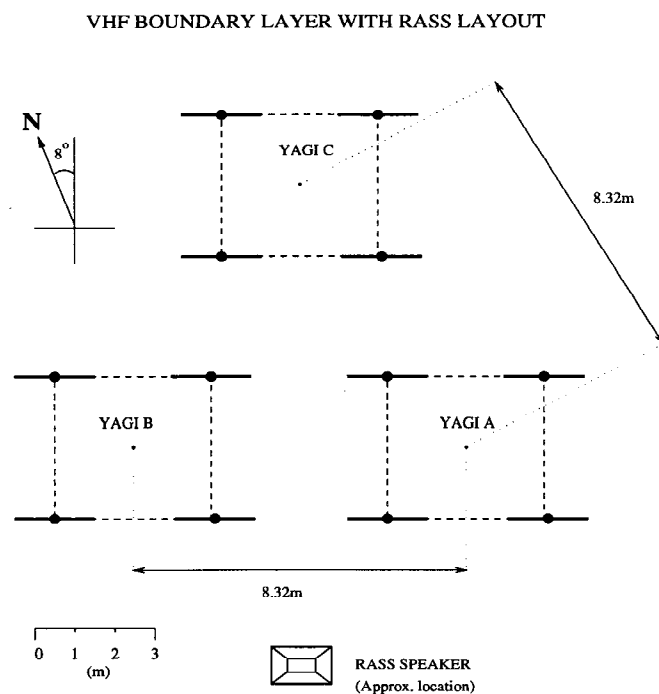 VHF BOUNDARY LAYER WITH RASS LAYOUT
N
8°
YAGI C
8.32m
YAGI B
YAGI A
8.32m
0 1 2 3
(m)
RASS SPEAKER
(Approx. location)